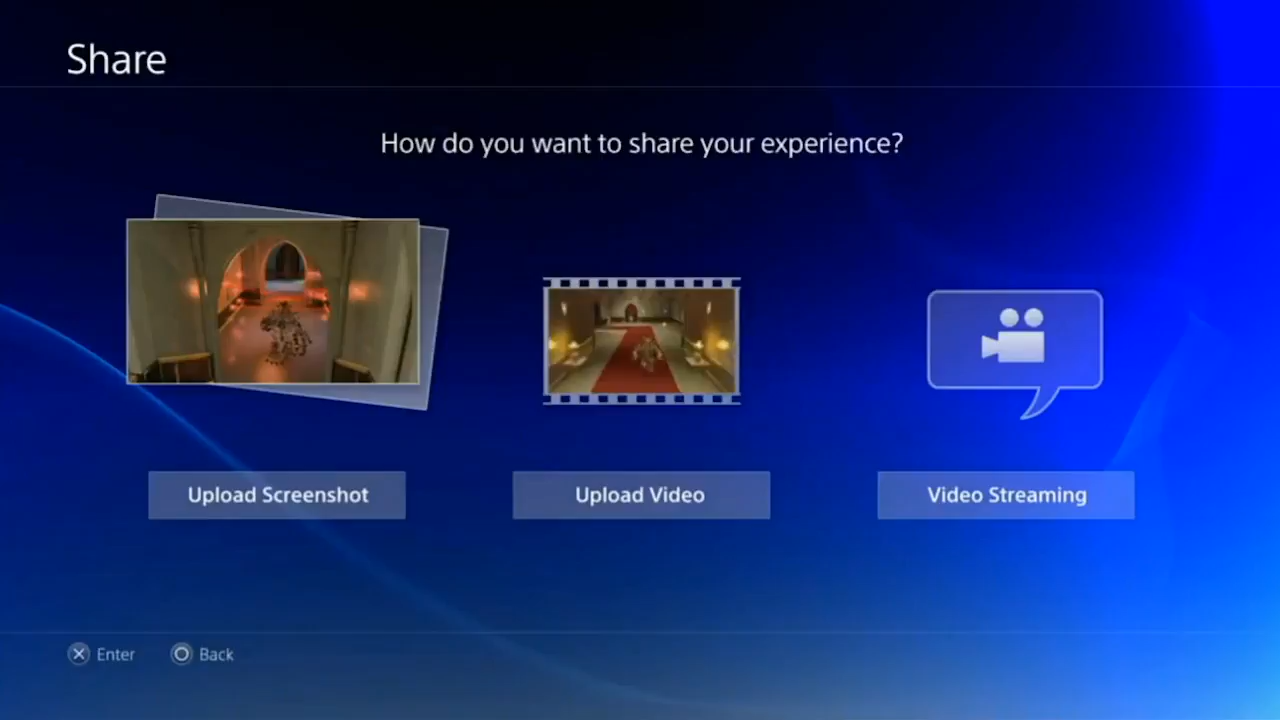 Share
How do you want to share your experience?
Upload Screenshot
Upload Video
Video Streaming
Enter
Back